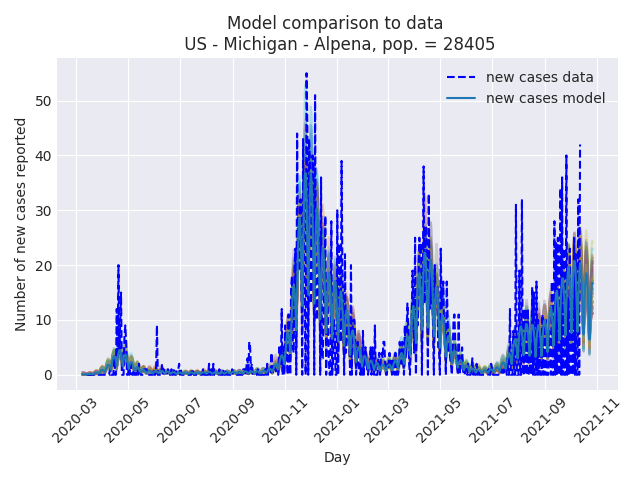 Model comparison to data
US - Michigan - Alpena, pop. = 28405
new cases data
new cases model
Number of new cases reported
50
40
30
20
10
0
2020-03
2020-05
2020-07
2020-09
2020-11
2021-01
2021-03
2021-05
2021-07
2021-09
2021-11
Day